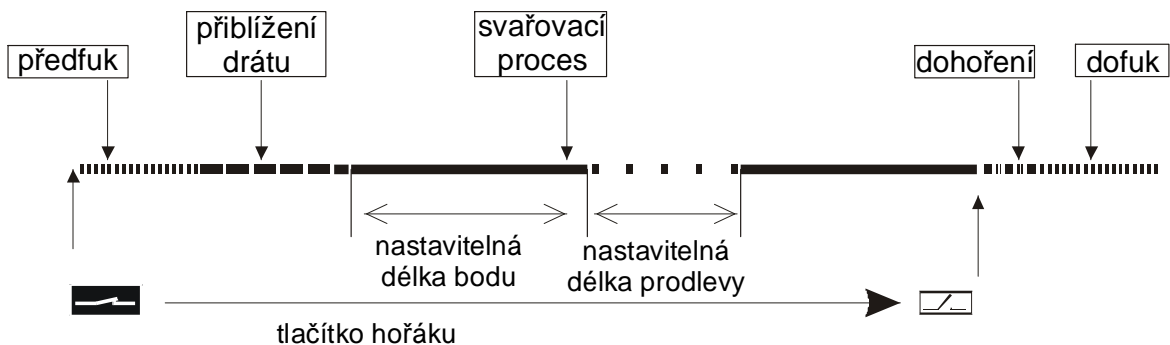 předfuk
přiblížení
drátu
svařovací
proces
dohoření
dofuk
nastavitelná
délka bodu
nastavitelná
délka prodlevy
tlačítko hořáku